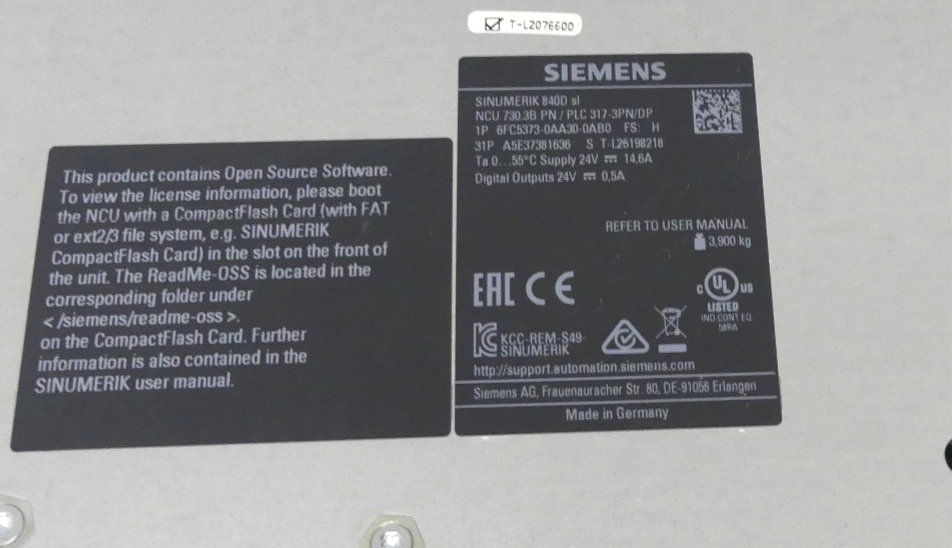 T-L2076600
This product contains Open Source Software.
To view the license information, please boot
the NCU with a CompactFlash Card (with FAT
or ext2/3 file system, e.g. SINUMERIK
CompactFlash Card) in the slot on the front of
the unit. The ReadMe-OSS is located in the
corresponding folder under
< /siemens/readme-oss >.
on the CompactFlash Card. Further
information is also contained in the
SINUMERIK user manual.
SIEMENS
SINUMERIK 840D sl
NCU 730.3B PN / PLC 317-3PN/DP
1P 6FC5373-0AA30-0AB0 FS: H
31P A5E37381636 S T-L26198218
Ta 0...55°C Supply 24V 14,6A
Digital Outputs 24V 0,5A
REFER TO USER MANUAL
3,900 kg
EAC CE
C UL US
LISTED
IND.CONT.EQ.
58RA
KCC-REM-S49-
SINUMERIK
http://support.automation.siemens.com
Siemens AG, Frauenauracher Str. 80, DE-91056 Erlangen
Made in Germany